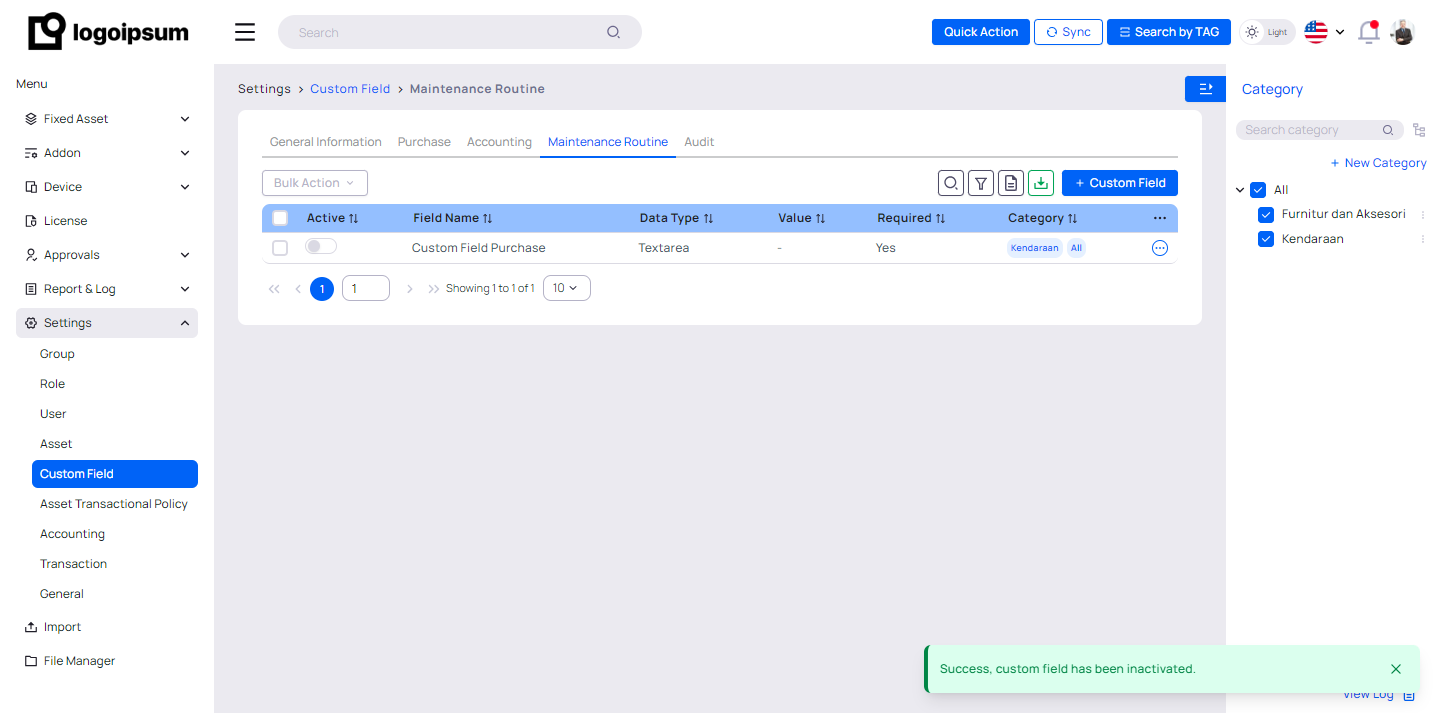 logoipsum
Search
Quick Action
Sync
Search by TAG
Light
Menu
Fixed Asset
Addon
Device
License
Approvals
Report & Log
Settings
Group
Role
User
Asset
Custom Field
Asset Transactional Policy
Accounting
Transaction
General
Import
File Manager
Settings > Custom Field > Maintenance Routine
General Information Purchase Accounting Maintenance Routine Audit
Bulk Action
+ Custom Field
Active Field Name Data Type Value Required Category ...
Custom Field Purchase Textarea - Yes Kendaraan All
1 1 Showing 1 to 1 of 1 10
Category
Search category
+ New Category
All
Furnitur dan Aksesori
Kendaraan
Success, custom field has been inactivated.
View Log